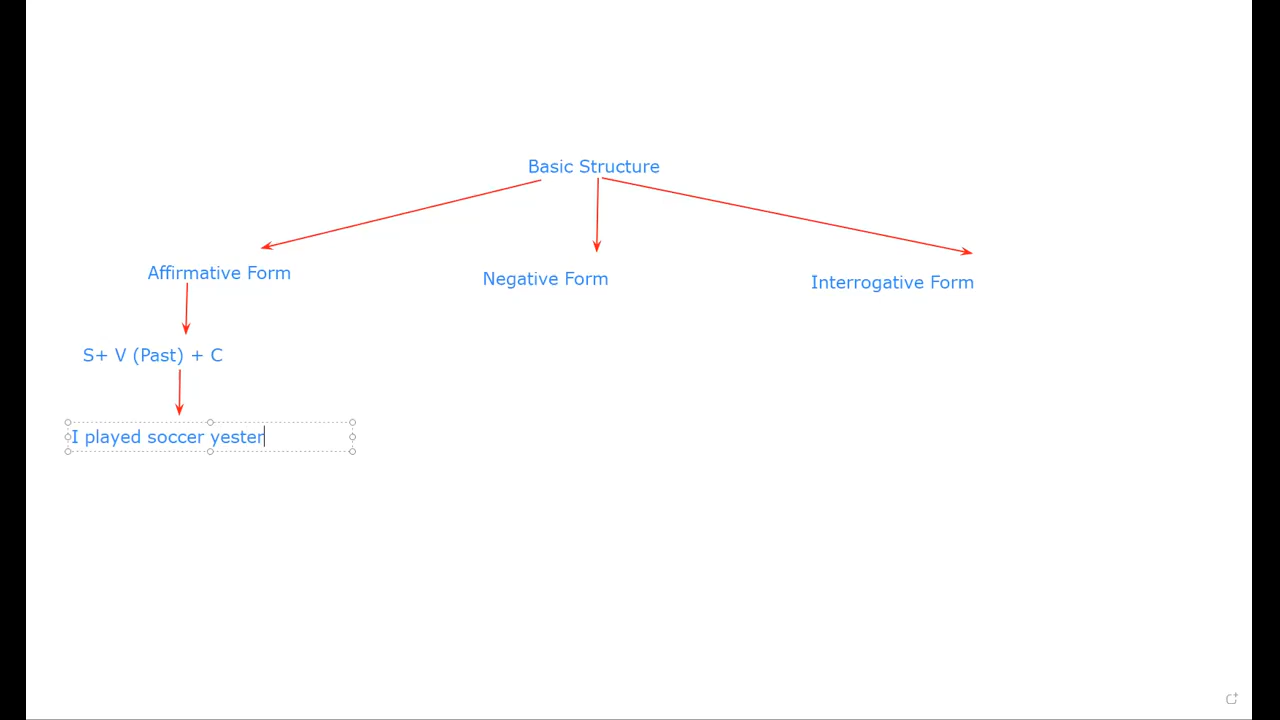 Basic Structure
Affirmative Form
Negative Form
Interrogative Form
S+ V (Past) + C
I played soccer yester